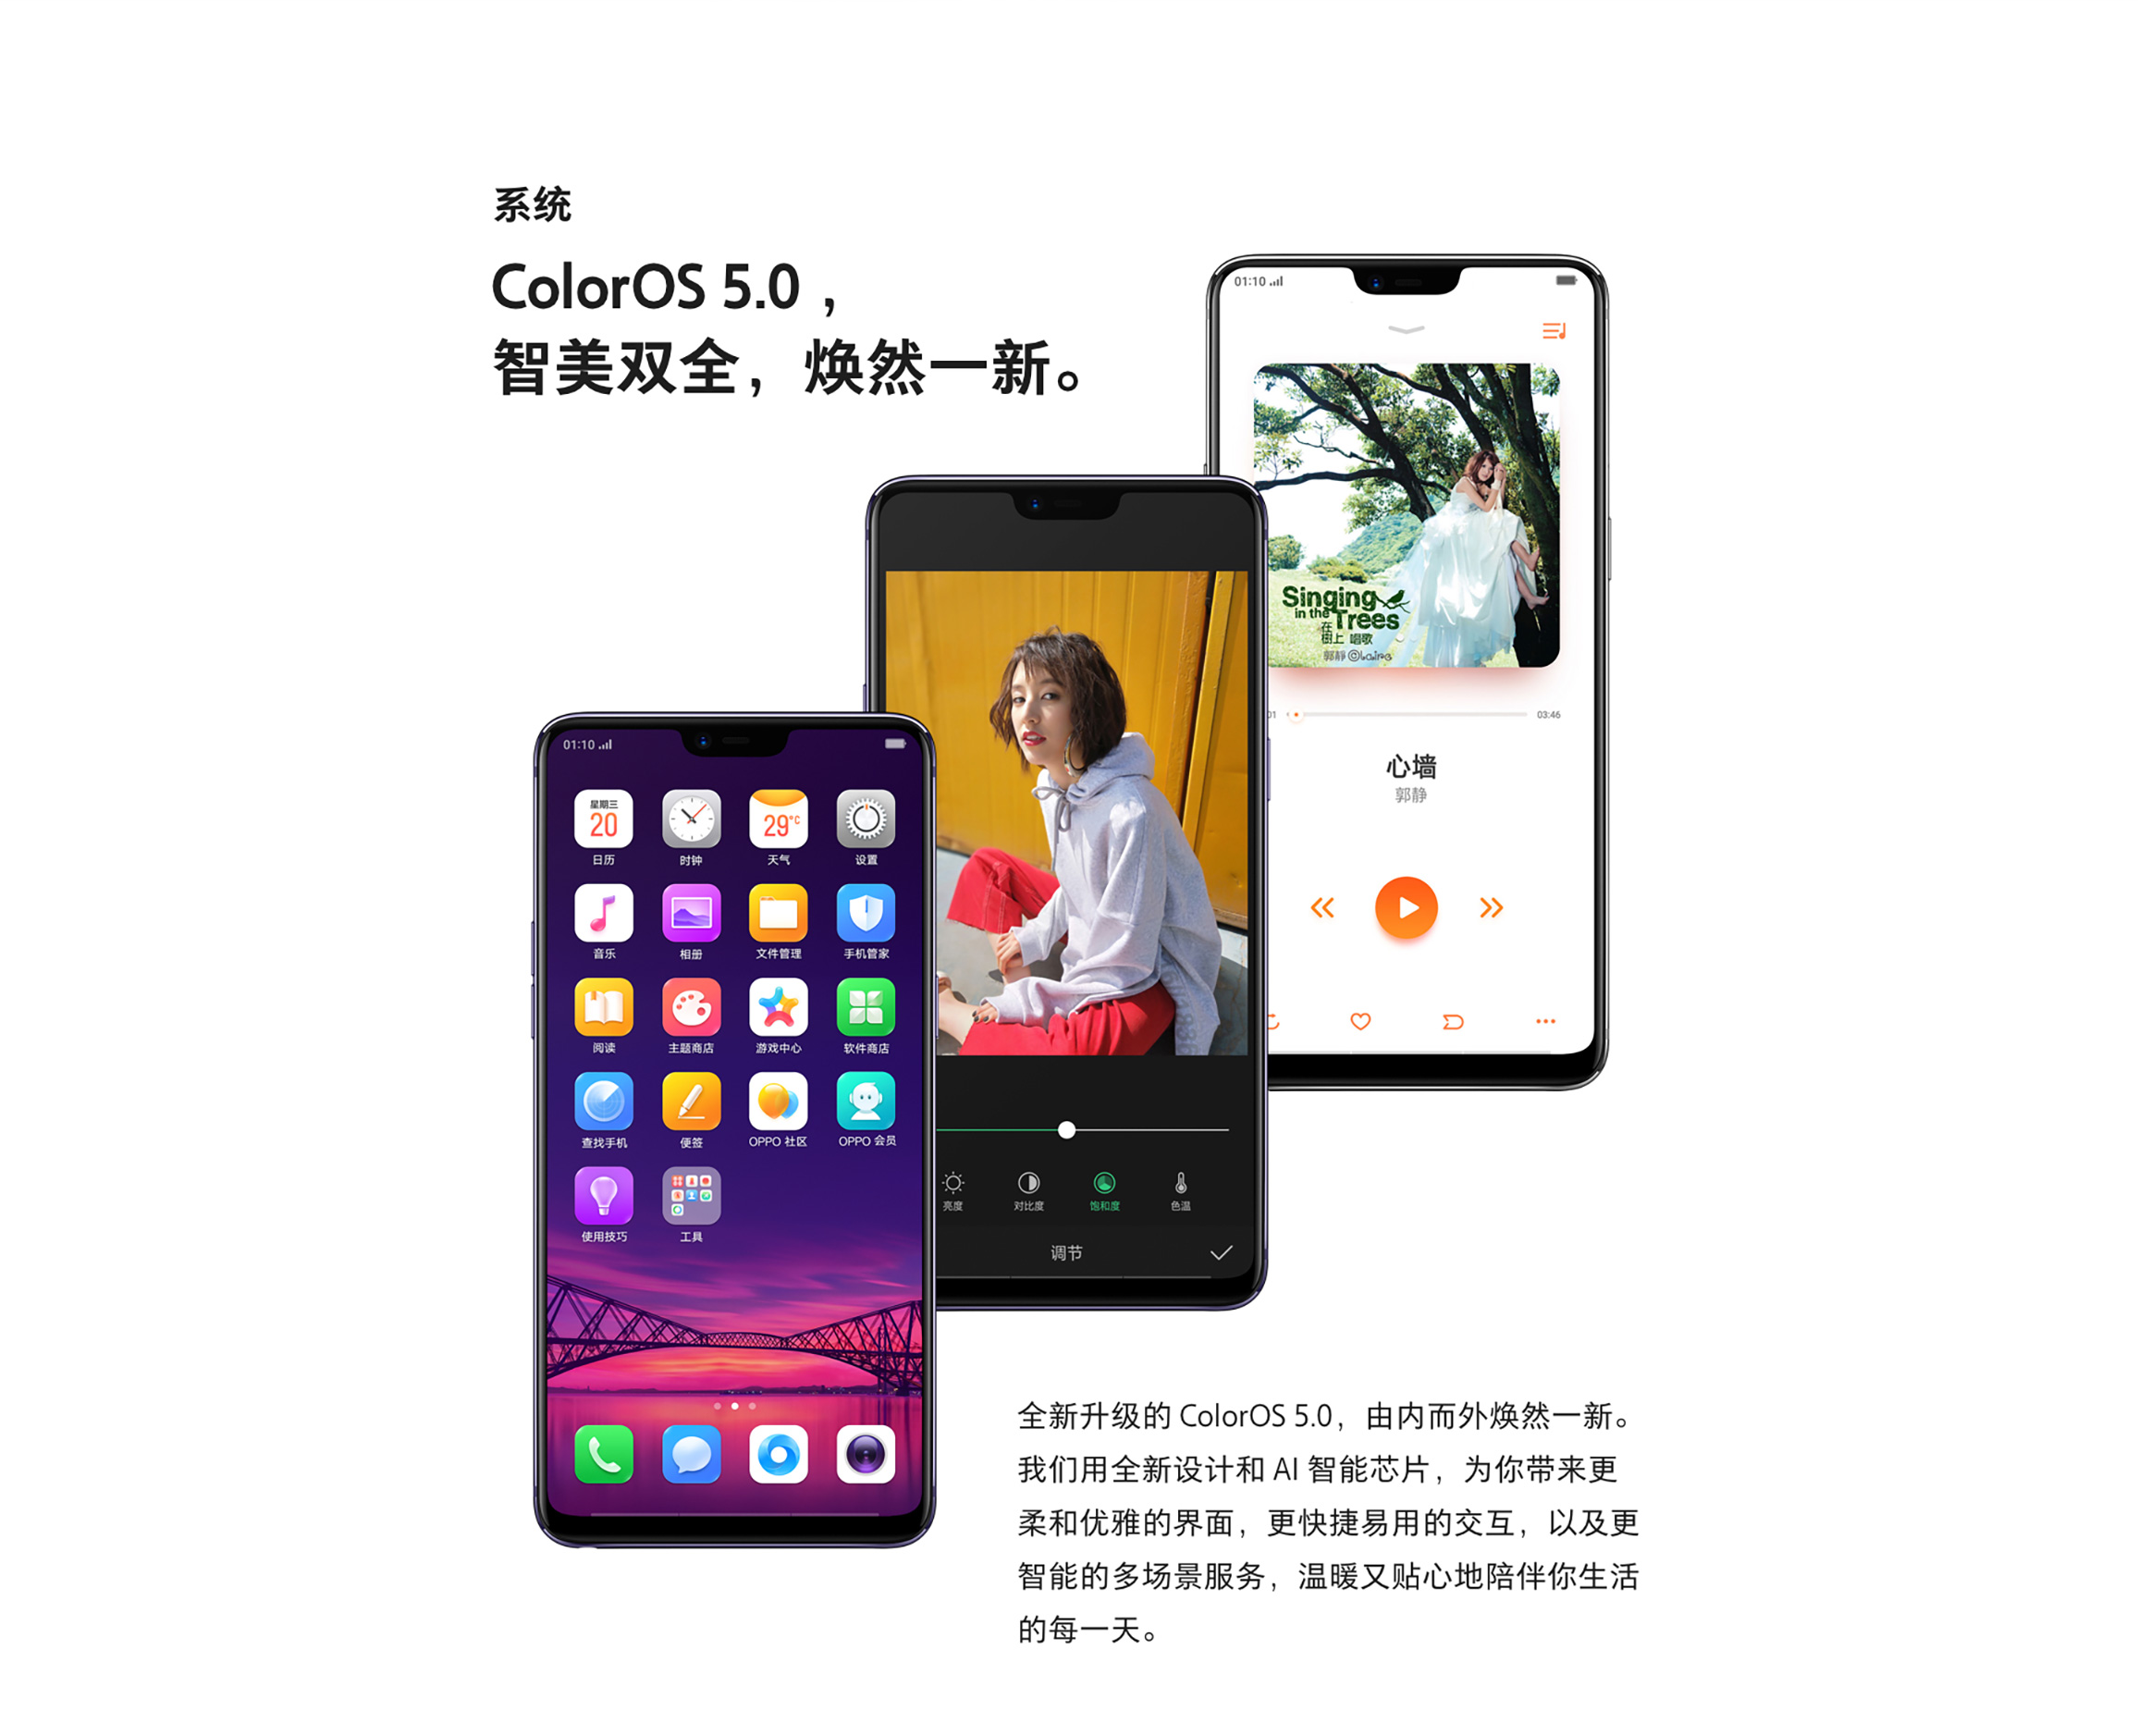 系统
ColorOS 5.0，
智美双全，焕然一新。
01:10
Singing
in the Trees
在樹上 唱歌
郭靜 @Laire
03:46
心墙
郭静
亮度 对比度 饱和度 色温
调节
01:10
星期三
20 29°C
日历 时钟 天气 设置
音乐 相册 文件管理 手机管家
阅读 主题商店 游戏中心 软件商店
查找手机 便签 OPPO 社区 OPPO 会员
使用技巧 工具
全新升级的 ColorOS 5.0，由内而外焕然一新。
我们用全新设计和 AI 智能芯片，为你带来更
柔和优雅的界面，更快捷易用的交互，以及更
智能的多场景服务，温暖又贴心地陪伴你生活
的每一天。